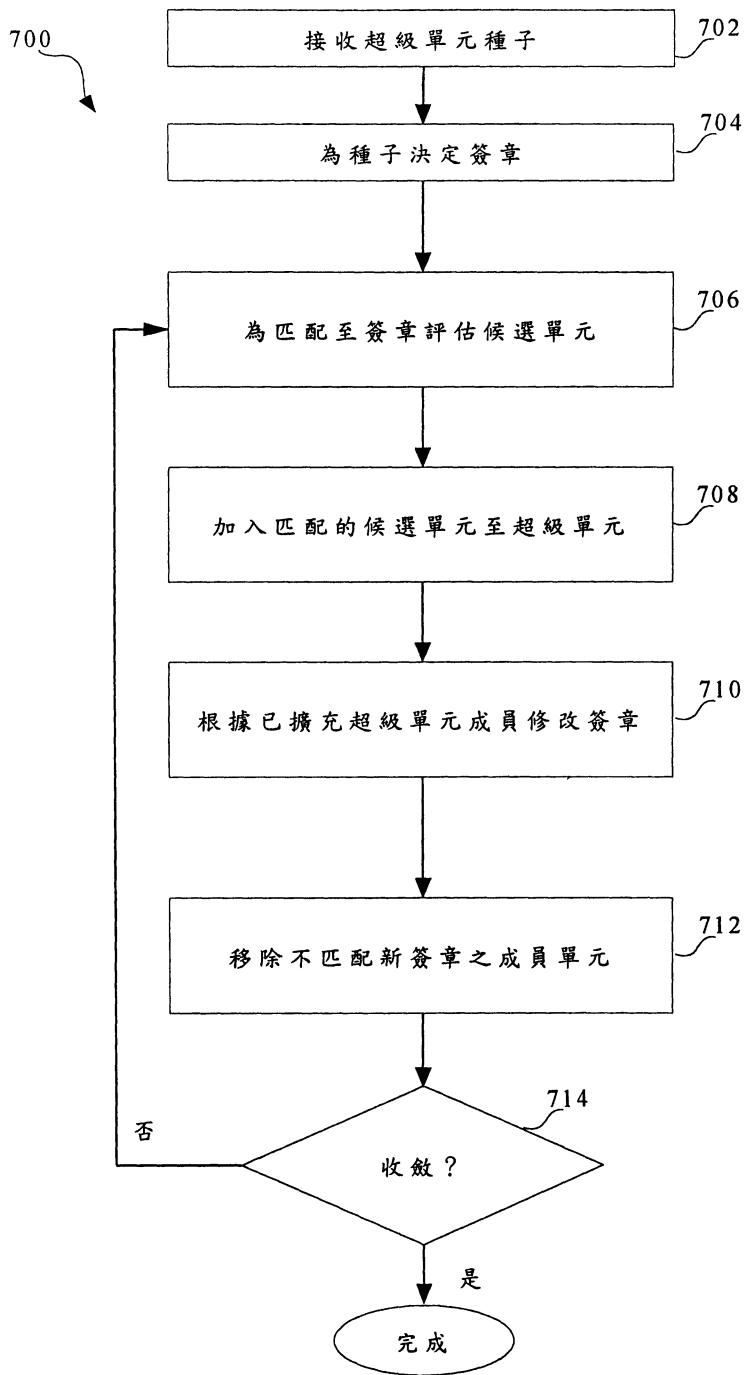 700
接收超級單元種子
702
為種子決定簽章
704
為匹配至簽章評估候選單元
706
加入匹配的候選單元至超級單元
708
根據已擴充超級單元成員修改簽章
710
移除不匹配新簽章之成員單元
712
收斂?
714
否
是
完成